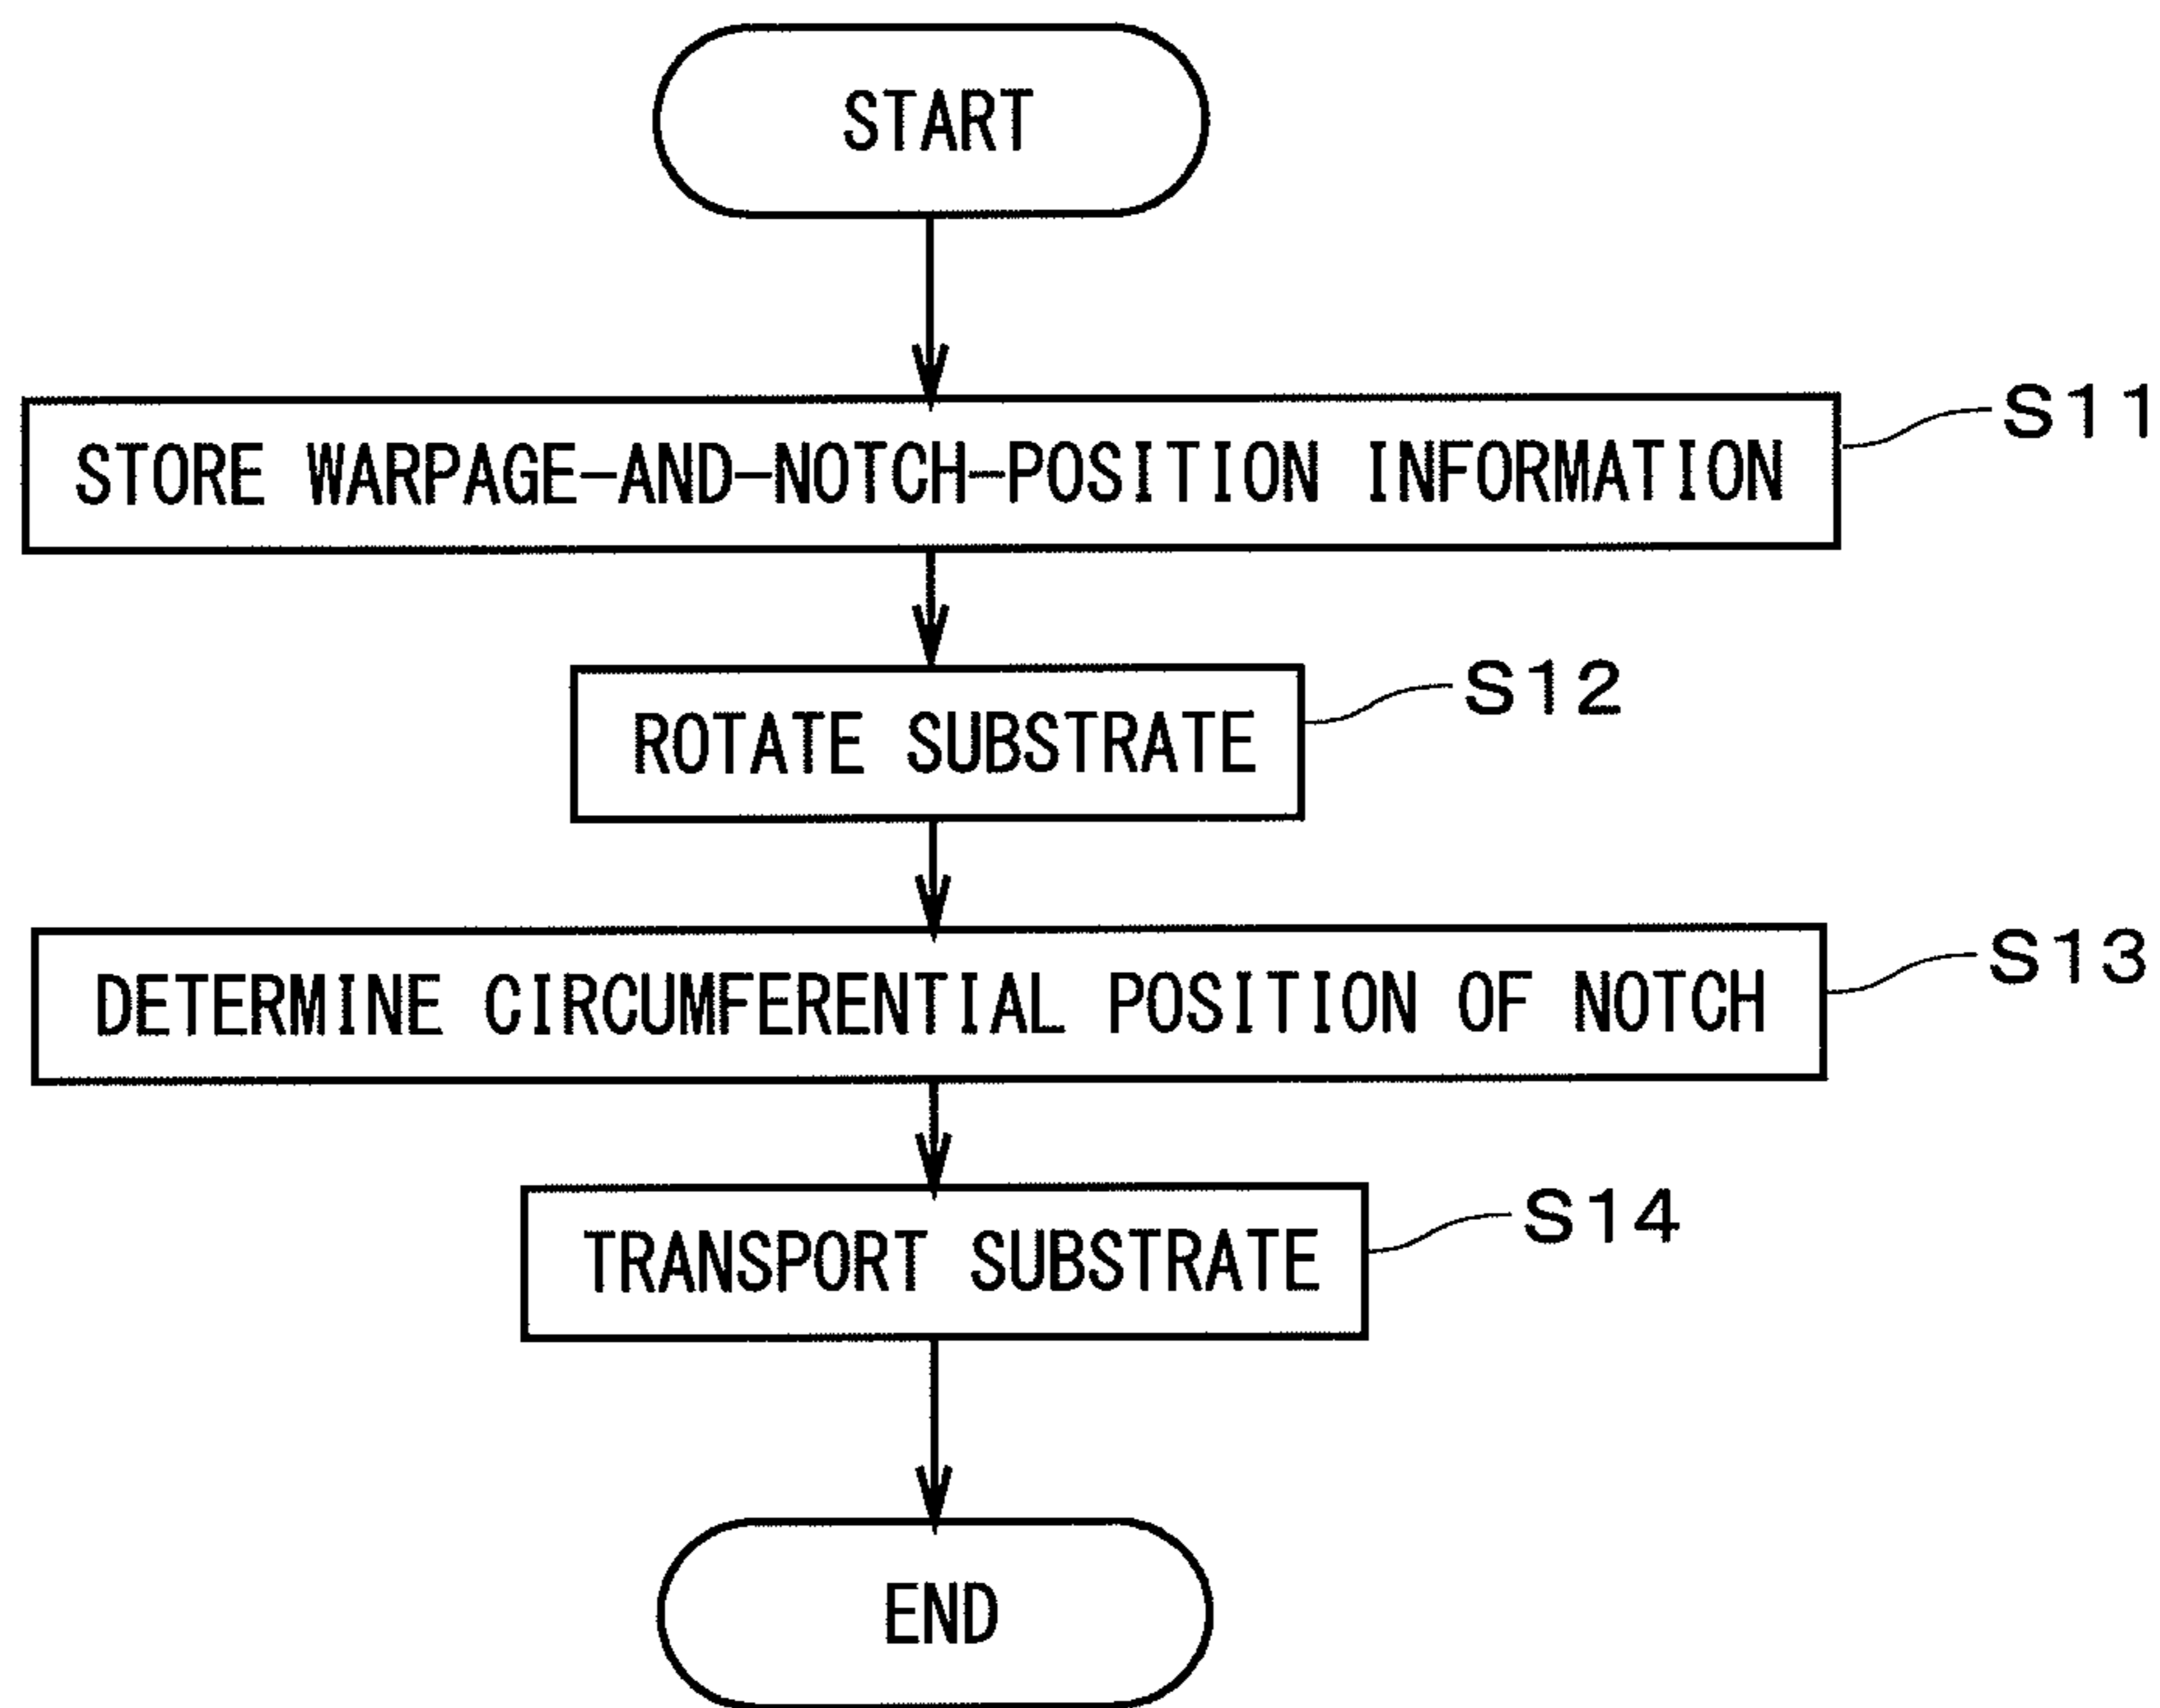 START
STORE WARPAGE-AND-NOTCH-POSITION INFORMATION
S11
ROTATE SUBSTRATE
S12
DETERMINE CIRCUMFERENTIAL POSITION OF NOTCH
S13
TRANSPORT SUBSTRATE
S14
END